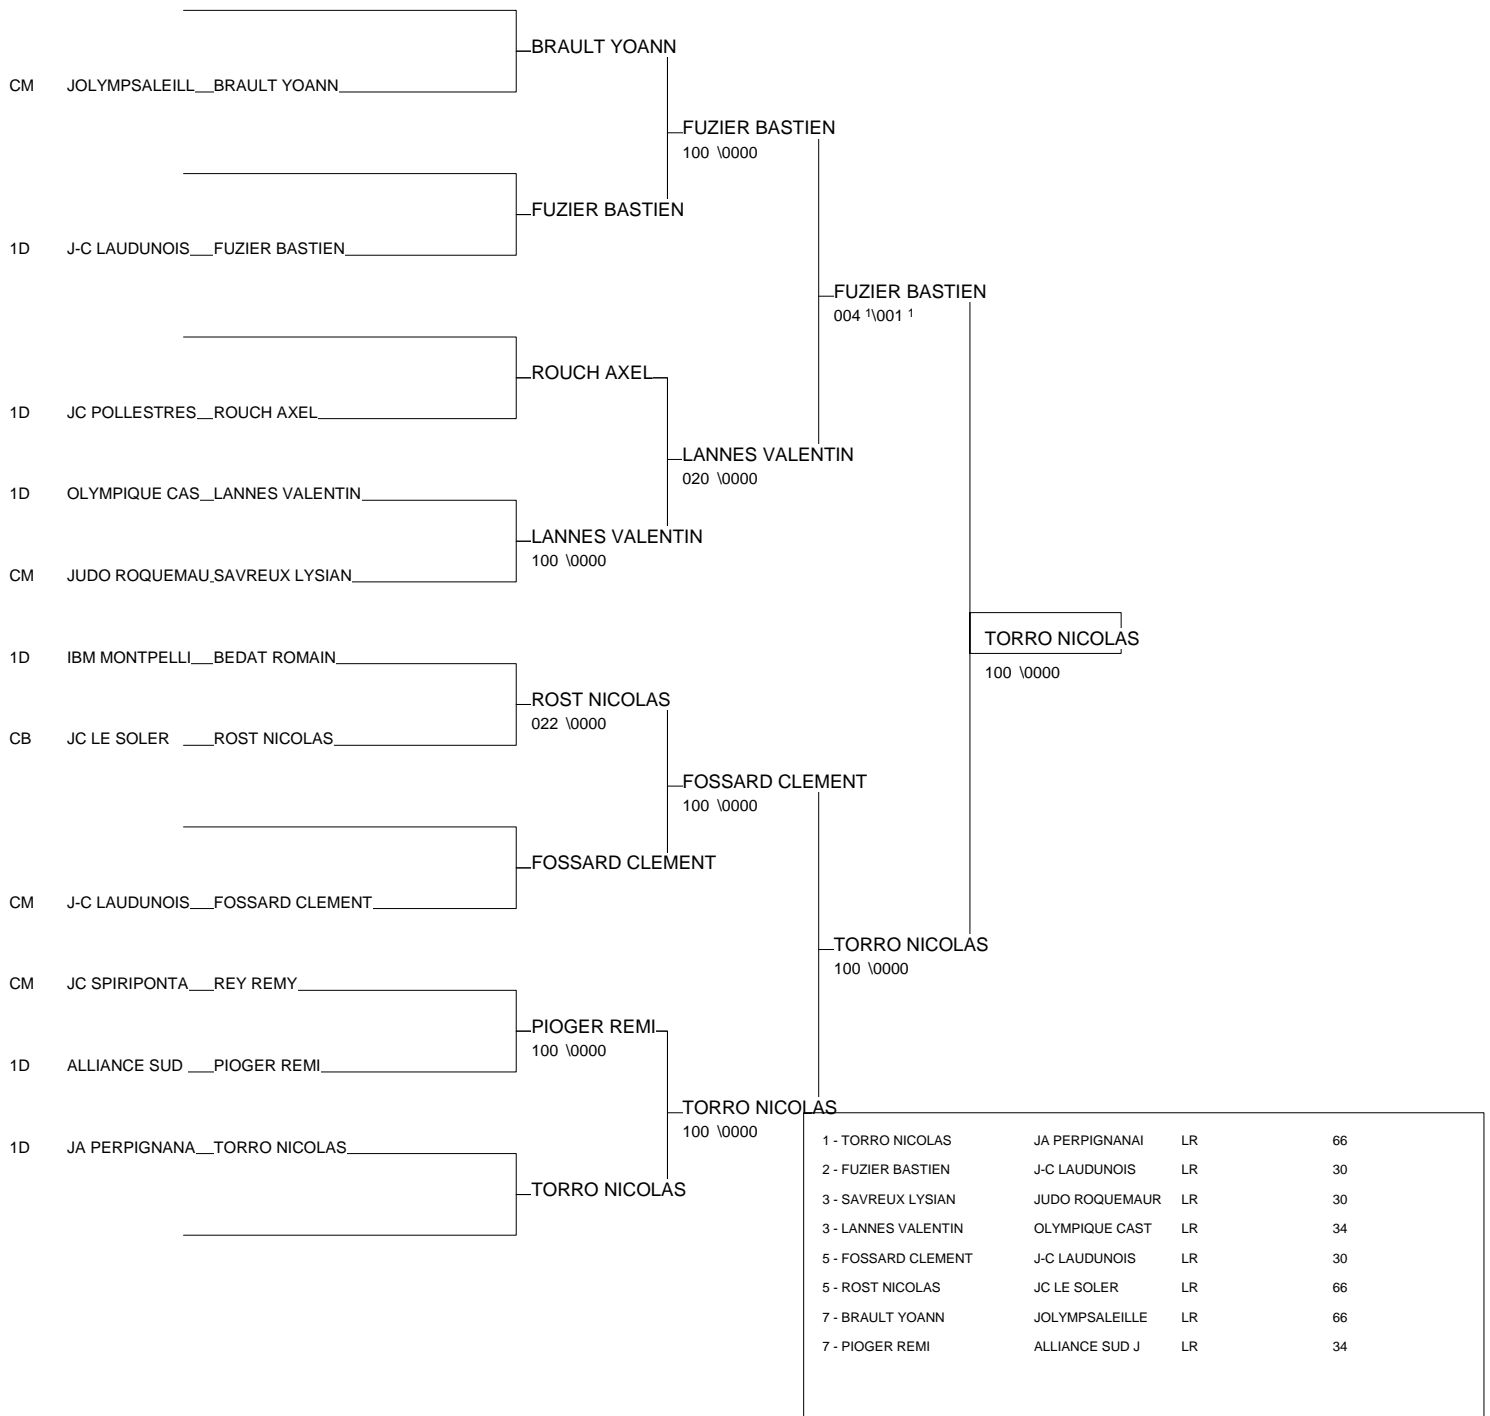 BRAULT YOANN
CM JOLYMPSALEILL BRAULT YOANN
FUZIER BASTIEN
100 \0000
FUZIER BASTIEN
1D J-C LAUDUNOIS FUZIER BASTIEN
FUZIER BASTIEN
004 1\001 1
ROUCH AXEL
1D JC POLLESTRES ROUCH AXEL
LANNES VALENTIN
020 \0000
1D OLYMPIQUE CAS LANNES VALENTIN
LANNES VALENTIN
100 \0000
CM JUDO ROQUEMAU SAVREUX LYSIAN
TORRO NICOLAS
100 \0000
1D IBM MONTPELLI BEDAT ROMAIN
ROST NICOLAS
022 \0000
CB JC LE SOLER ROST NICOLAS
FOSSARD CLEMENT
100 \0000
FOSSARD CLEMENT
CM J-C LAUDUNOIS FOSSARD CLEMENT
TORRO NICOLAS
100 \0000
CM JC SPIRIPONTA REY REMY
PIOGER REMI
100 \0000
1D ALLIANCE SUD PIOGER REMI
TORRO NICOLAS
100 \0000
1D JA PERPIGNANA TORRO NICOLAS
TORRO NICOLAS
1 - TORRO NICOLAS JA PERPIGNANAI LR 66
2 - FUZIER BASTIEN J-C LAUDUNOIS LR 30
3 - SAVREUX LYSIAN JUDO ROQUEMAUR LR 30
3 - LANNES VALENTIN OLYMPIQUE CAST LR 34
5 - FOSSARD CLEMENT J-C LAUDUNOIS LR 30
5 - ROST NICOLAS JC LE SOLER LR 66
7 - BRAULT YOANN JOLYMPSALEILLE LR 66
7 - PIOGER REMI ALLIANCE SUD J LR 34